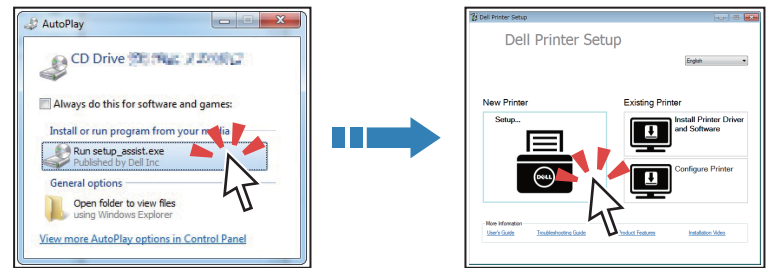 AutoPlay
CD Drive
Always do this for software and games:
Install or run program from your media
Run setup_assist.exe
Published by Dell Inc
General options
Open folder to view files
using Windows Explorer
View more AutoPlay options in Control Panel
Dell Printer Setup
Dell Printer Setup
English
New Printer
Existing Printer
Setup...
DELL
Install Printer Driver
and Software
Configure Printer
More Information
User's Guide
Troubleshooting Guide
Product Features
Installation Video